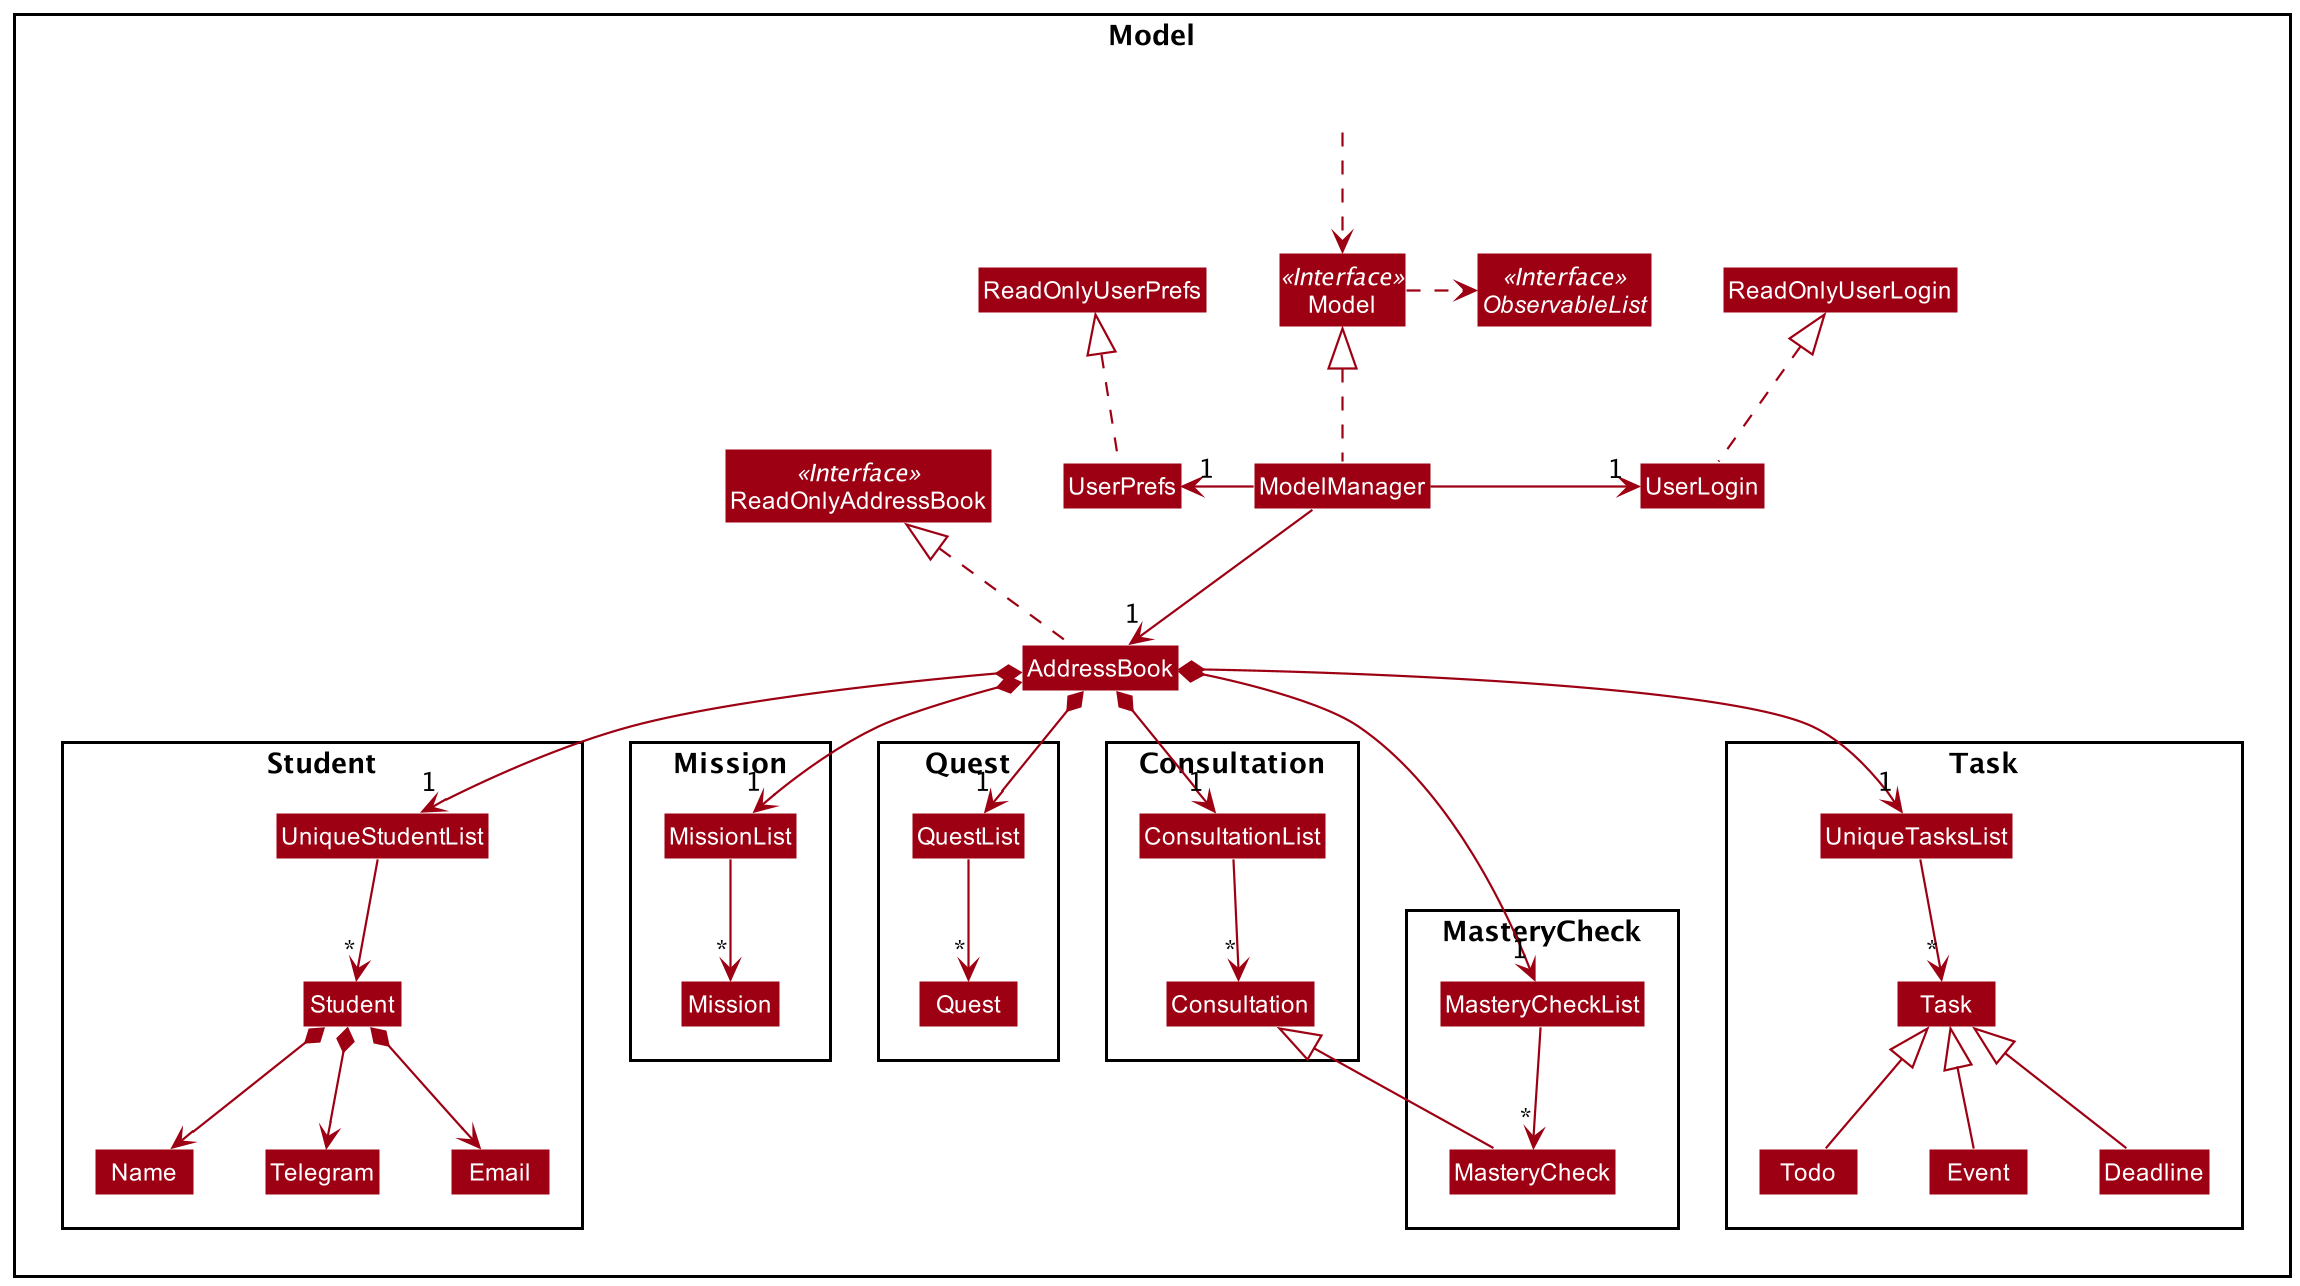 Model
«Interface»
Model
«Interface»
ObservableList
ReadOnlyUserPrefs
ReadOnlyUserLogin
«Interface»
ReadOnlyAddressBook
UserPrefs
1
ModelManager
1
UserLogin
1
AddressBook
Student
Mission
Quest
Consultation
Task
1
1
1
1
1
UniqueStudentList
MissionList
QuestList
ConsultationList
UniqueTasksList
MasteryCheck
*
*
*
*
1
*
Student
Mission
Quest
Consultation
MasteryCheckList
Task
*
Name
Telegram
Email
MasteryCheck
Todo
Event
Deadline